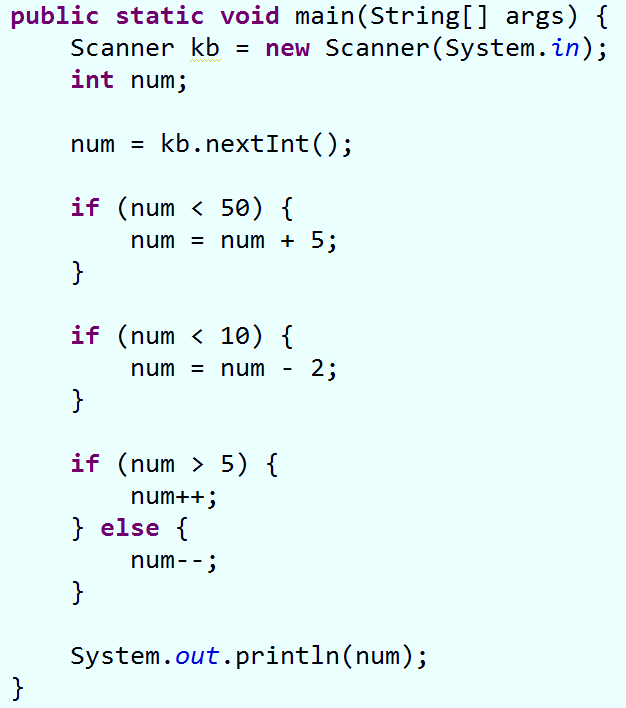 public static void main(String[] args) {
    Scanner kb = new Scanner(System.in);
    int num;

    num = kb.nextInt();

    if (num < 50) {
        num = num + 5;
    }

    if (num < 10) {
        num = num - 2;
    }

    if (num > 5) {
        num++;
    } else {
        num--;
    }

    System.out.println(num);
}